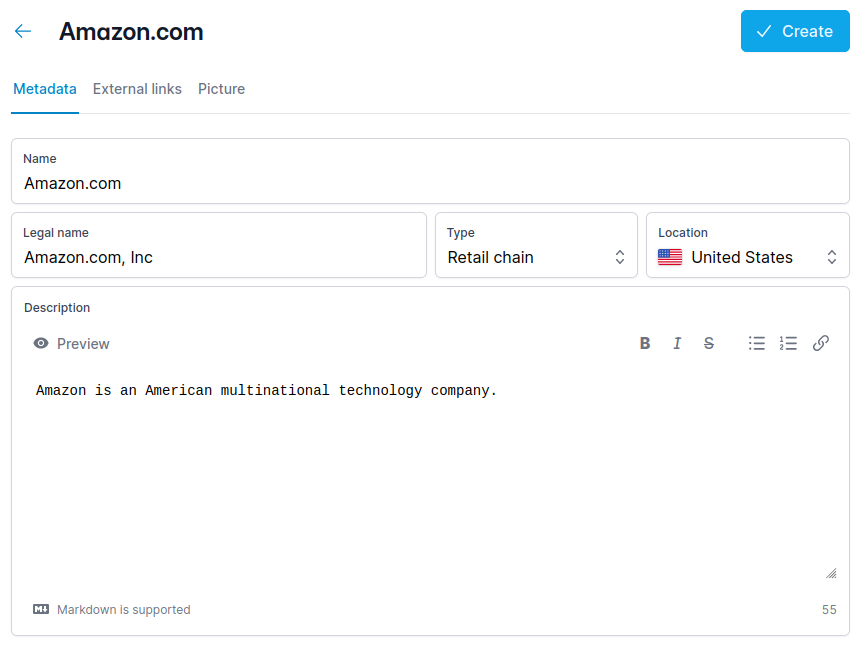 Amazon.com
Create
Metadata External links Picture
Name
Amazon.com
Legal name
Amazon.com, Inc
Type
Retail chain
Location
United States
Description
Preview B I S
Amazon is an American multinational technology company.
Markdown is supported
55